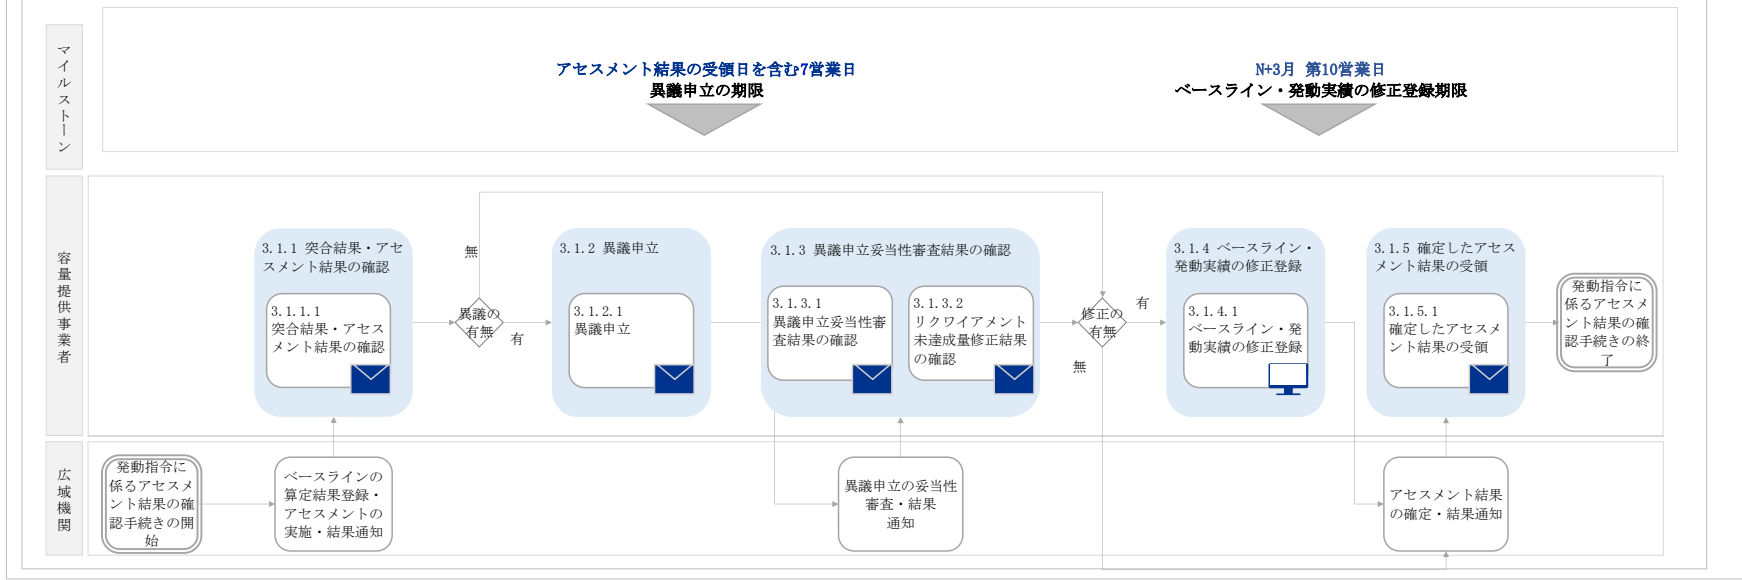 マイルストーン
アセスメント結果の受領日を含む7営業日
異議申立の期限
N+3月 第10営業日
ベースライン・発動実績の修正登録期限
容量提供事業者
3.1.1 突合結果・アセ
スメント結果の確認
3.1.1.1
突合結果・アセス
メント結果の確認
異議の
有無
無
有
3.1.2 異議申立
3.1.2.1
異議申立
3.1.3 異議申立妥当性審査結果の確認
3.1.3.1
異議申立妥当性審
査結果の確認
3.1.3.2
リクワイアメント
未達成量修正結果
の確認
修正の
有無
有
無
3.1.4 ベースライン・
発動実績の修正登録
3.1.4.1
ベースライン・発
動実績の修正登録
3.1.5 確定したアセス
メント結果の受領
3.1.5.1
確定したアセスメ
ント結果の受領
発動指令に
係るアセスメ
ント結果の確
認手続きの終
了
広域機関
発動指令に
係るアセスメ
ント結果の確
認手続きの開
始
ベースラインの
算定結果登録・
アセスメントの
実施・結果通知
異議申立の妥当性
審査・結果
通知
アセスメント結果
の確定・結果通知